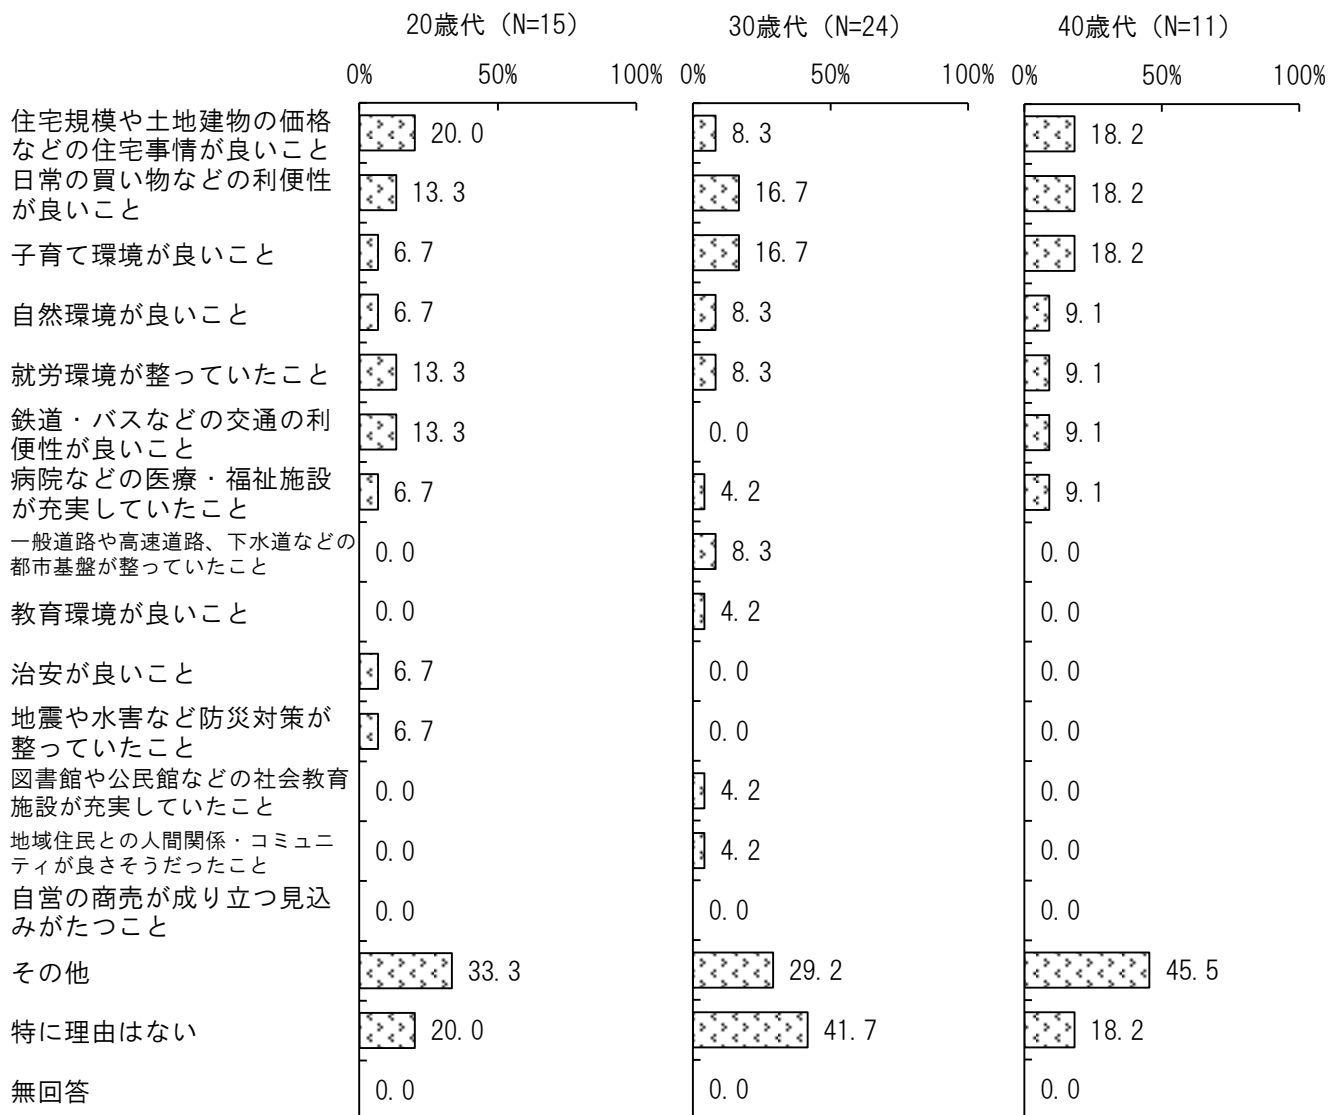 20歳代（N=15） 30歳代（N=24） 40歳代（N=11）
0% 50% 100% 0% 50% 100% 0% 50% 100%
住宅規模や土地建物の価格
などの住宅事情が良いこと
20.0 8.3 18.2
日常の買い物などの利便性
が良いこと
13.3 16.7 18.2
子育て環境が良いこと 6.7 16.7 18.2
自然環境が良いこと 6.7 8.3 9.1
就労環境が整っていたこと 13.3 8.3 9.1
鉄道・バスなどの交通の利
便性が良いこと
13.3 0.0 9.1
病院などの医療・福祉施設
が充実していたこと
6.7 4.2 9.1
一般道路や高速道路、下水道などの
都市基盤が整っていたこと
0.0 8.3 0.0
教育環境が良いこと 0.0 4.2 0.0
治安が良いこと 6.7 0.0 0.0
地震や水害など防災対策が
整っていたこと
6.7 0.0 0.0
図書館や公民館などの社会教育
施設が充実していたこと
0.0 4.2 0.0
地域住民との人間関係・コミュニ
ティが良さそうだったこと
0.0 4.2 0.0
自営の商売が成り立つ見込
みがたつこと
0.0 0.0 0.0
その他 33.3 29.2 45.5
特に理由はない 20.0 41.7 18.2
無回答 0.0 0.0 0.0